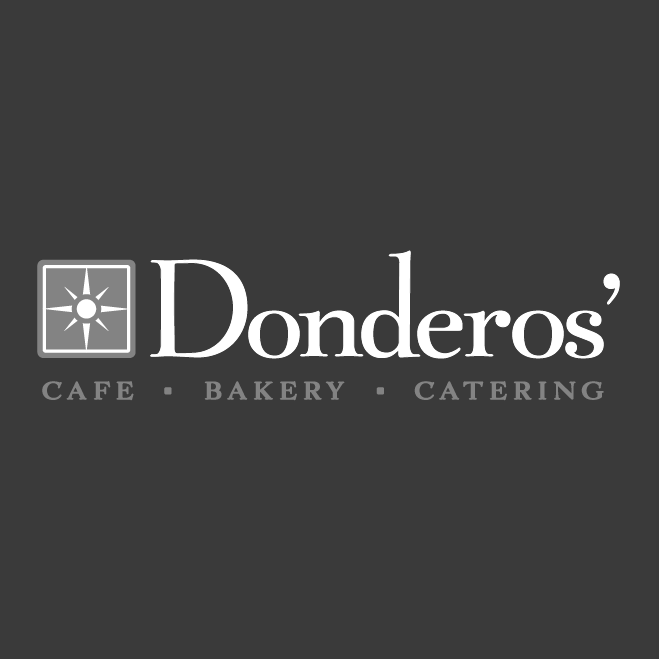 Donderos’
CAFE ▪ BAKERY ▪ CATERING